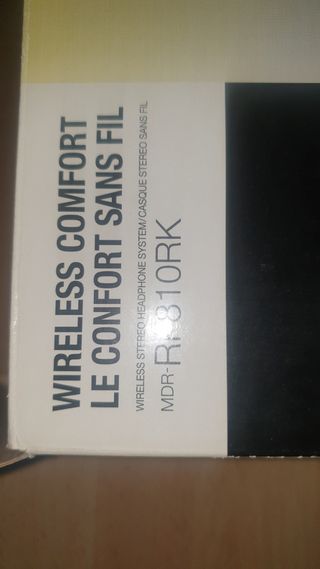 WIRELESS COMFORT
LE CONFORT SANS FIL
WIRELESS STEREO HEADPHONE SYSTEM/CASQUE STEREO SANS FIL
MDR-RF810RK